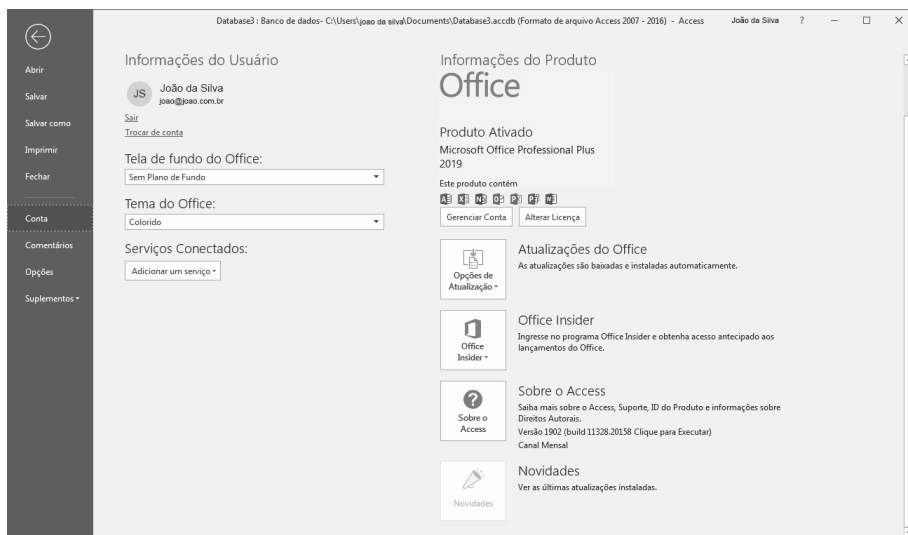 Database3 : Banco de dados- C:\Users\joao da silva\Documents\Database3.accdb (Formato de arquivo Access 2007 - 2016) - Access João da Silva ?
Abrir
Salvar
Salvar como
Imprimir
Fechar
Conta
Comentários
Opções
Suplementos
Informações do Usuário
JS
João da Silva
joao@joao.com.br
Sair
Trocar de conta
Tela de fundo do Office:
Sem Plano de Fundo
Tema do Office:
Colorido
Serviços Conectados:
Adicionar um serviço
Informações do Produto
Office
Produto Ativado
Microsoft Office Professional Plus
2019
Este produto contém
Gerenciar Conta Alterar Licença
Opções de
Atualização
Atualizações do Office
As atualizações são baixadas e instaladas automaticamente.
Office
Insider
Office Insider
Ingresse no programa Office Insider e obtenha acesso antecipado aos
lançamentos do Office.
Sobre o
Access
Sobre o Access
Saiba mais sobre o Access, Suporte, ID do Produto e informações sobre
Direitos Autorais.
Versão 1902 (build 11328.20158 Clique para Executar)
Canal Mensal
Novidades
Novidades
Ver as últimas atualizações instaladas.